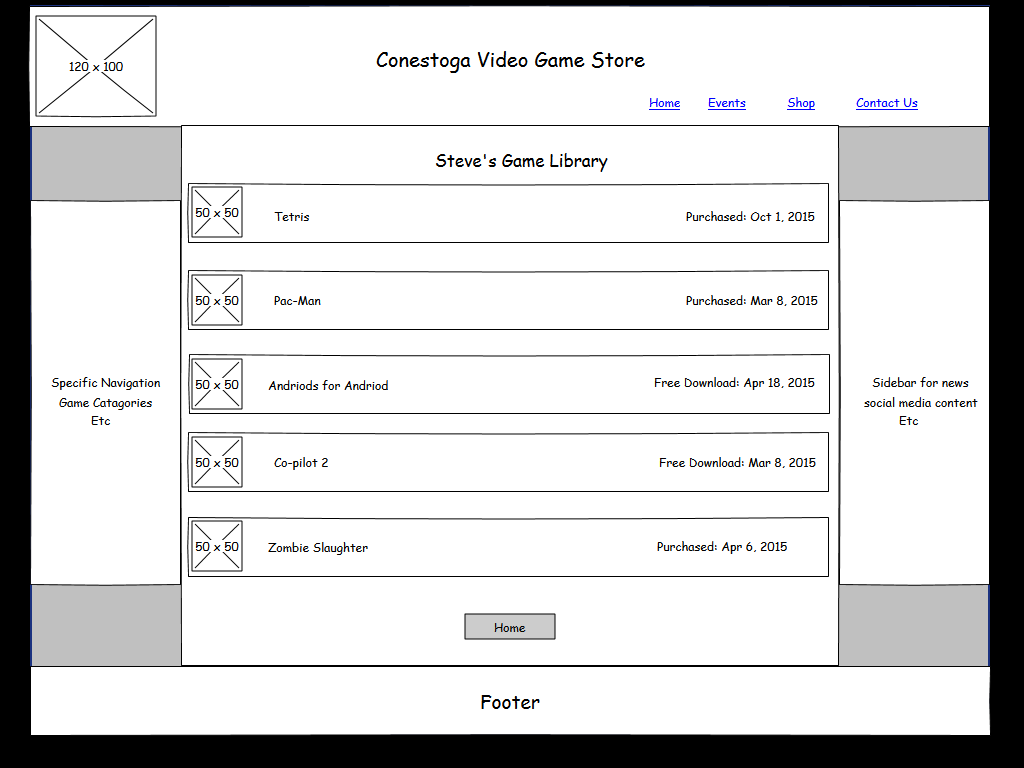 120 x 100
Conestoga Video Game Store
Home Events Shop Contact Us
Steve's Game Library
50 x 50 Tetris Purchased: Oct 1, 2015
50 x 50 Pac-Man Purchased: Mar 8, 2015
50 x 50 Andriods for Andriod Free Download: Apr 18, 2015
50 x 50 Co-pilot 2 Free Download: Mar 8, 2015
50 x 50 Zombie Slaughter Purchased: Apr 6, 2015
Home
Specific Navigation
Game Catagories
Etc
Sidebar for news
social media content
Etc
Footer